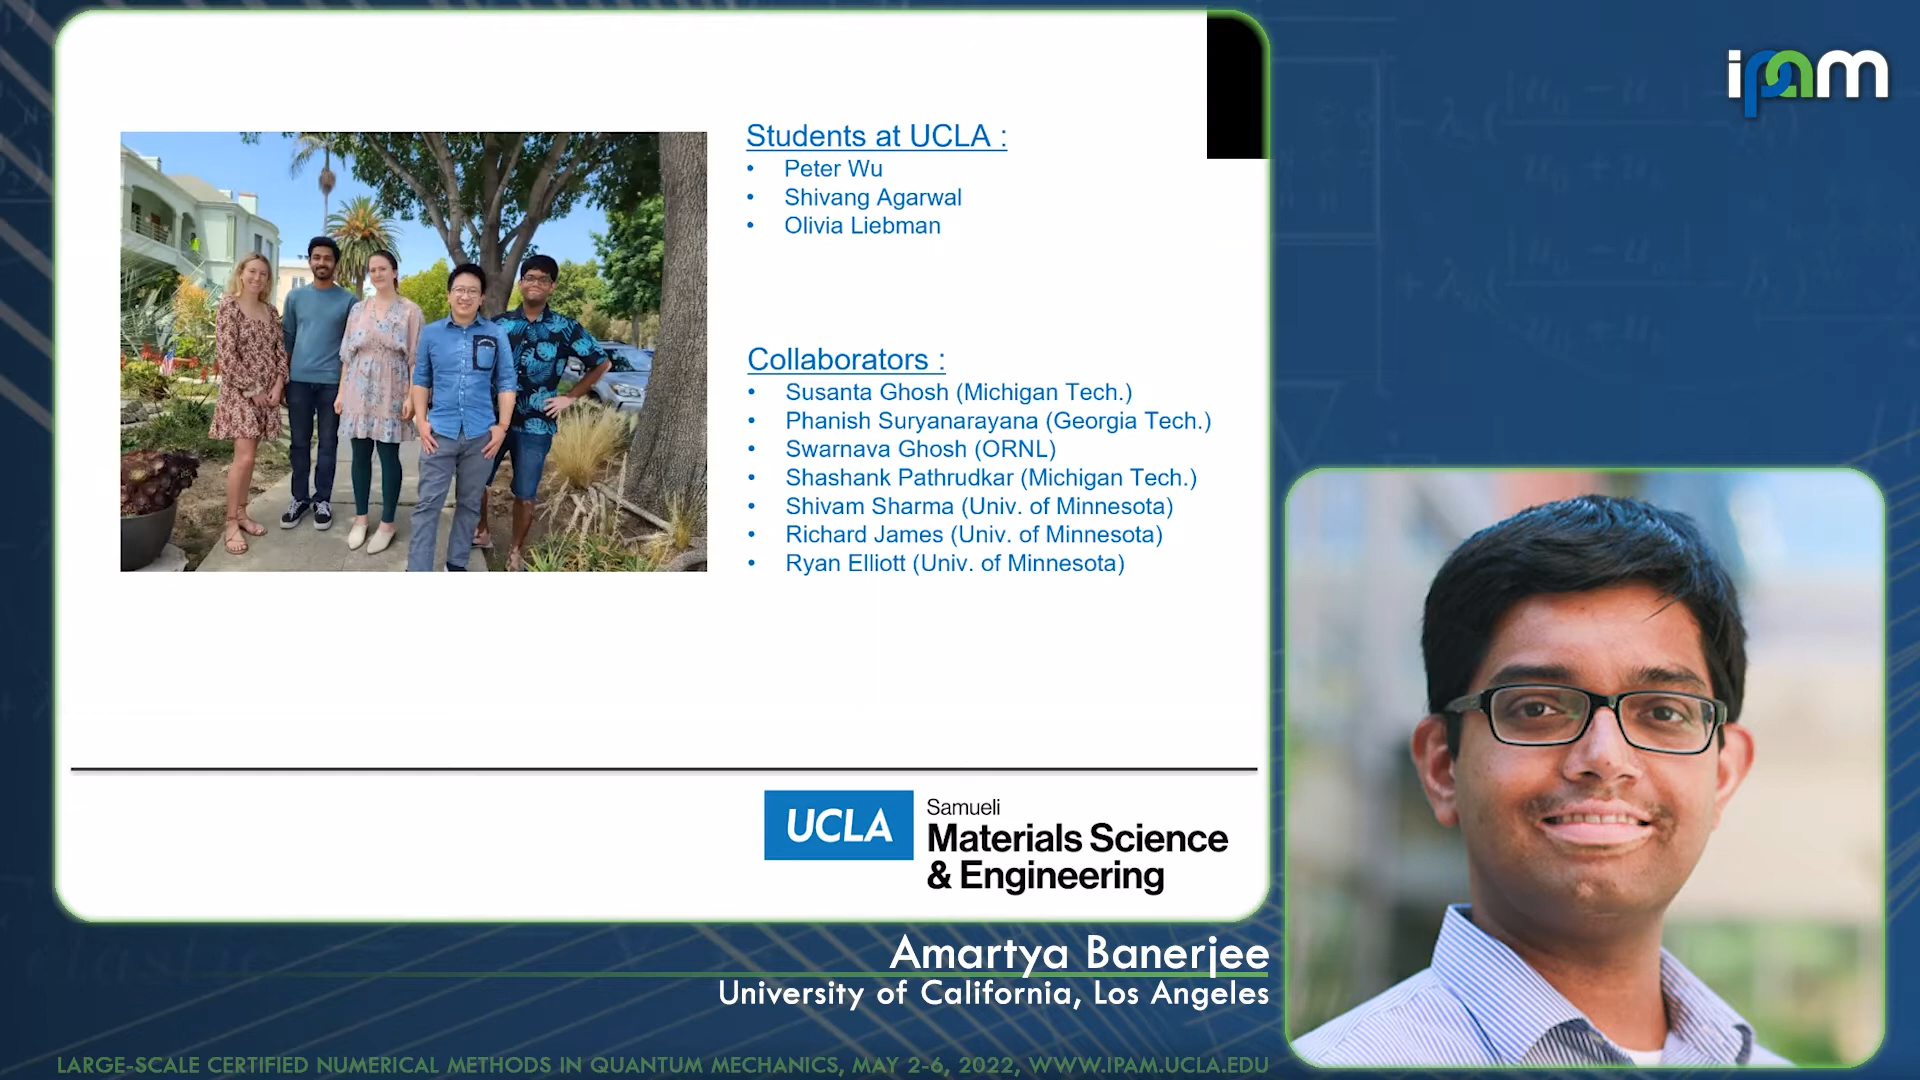 ipam
Students at UCLA :
• Peter Wu
• Shivang Agarwal
• Olivia Liebman
Collaborators :
• Susanta Ghosh (Michigan Tech.)
• Phanish Suryanarayana (Georgia Tech.)
• Swarnava Ghosh (ORNL)
• Shashank Pathrudkar (Michigan Tech.)
• Shivam Sharma (Univ. of Minnesota)
• Richard James (Univ. of Minnesota)
• Ryan Elliott (Univ. of Minnesota)
UCLA
Samueli
Materials Science
& Engineering
Amartya Banerjee
University of California, Los Angeles
LARGE-SCALE CERTIFIED NUMERICAL METHODS IN QUANTUM MECHANICS, MAY 2-6, 2022, WWW.IPAM.UCLA.EDU